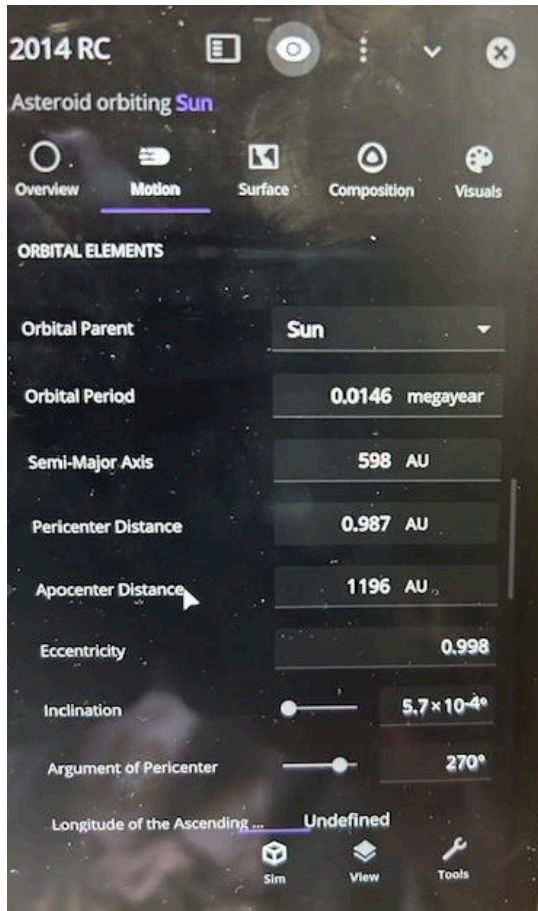 2014 RC
Asteroid orbiting Sun
Overview Motion Surface Composition Visuals
ORBITAL ELEMENTS
Orbital Parent Sun
Orbital Period 0.0146 megayear
Semi-Major Axis 598 AU
Pericenter Distance 0.987 AU
Apocenter Distance 1196 AU
Eccentricity 0.998
Inclination 5.7×10-4°
Argument of Pericenter 270°
Longitude of the Ascending ... Undefined
Sim View Tools